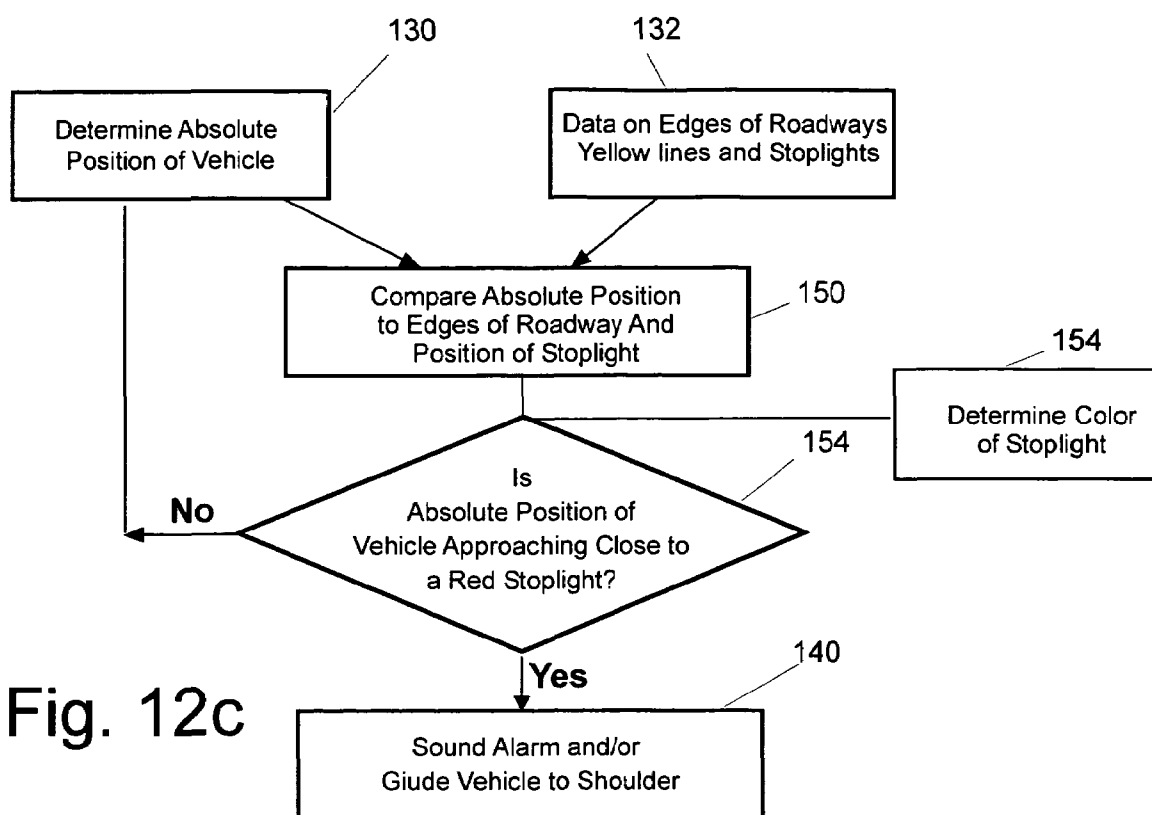 130
132
Determine Absolute
Position of Vehicle
Data on Edges of Roadways
Yellow lines and Stoplights
Compare Absolute Position
to Edges of Roadway And
Position of Stoplight
150
154
Determine Color
of Stoplight
154
Is
Absolute Position of
Vehicle Approaching Close to
a Red Stoplight?
No
Yes
140
Sound Alarm and/or
Giude Vehicle to Shoulder
Fig. 12c